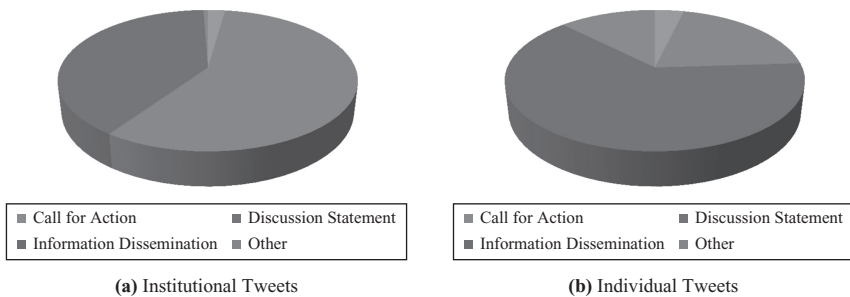 Call for Action Discussion Statement
Information Dissemination Other
(a) Institutional Tweets
Call for Action Discussion Statement
Information Dissemination Other
(b) Individual Tweets